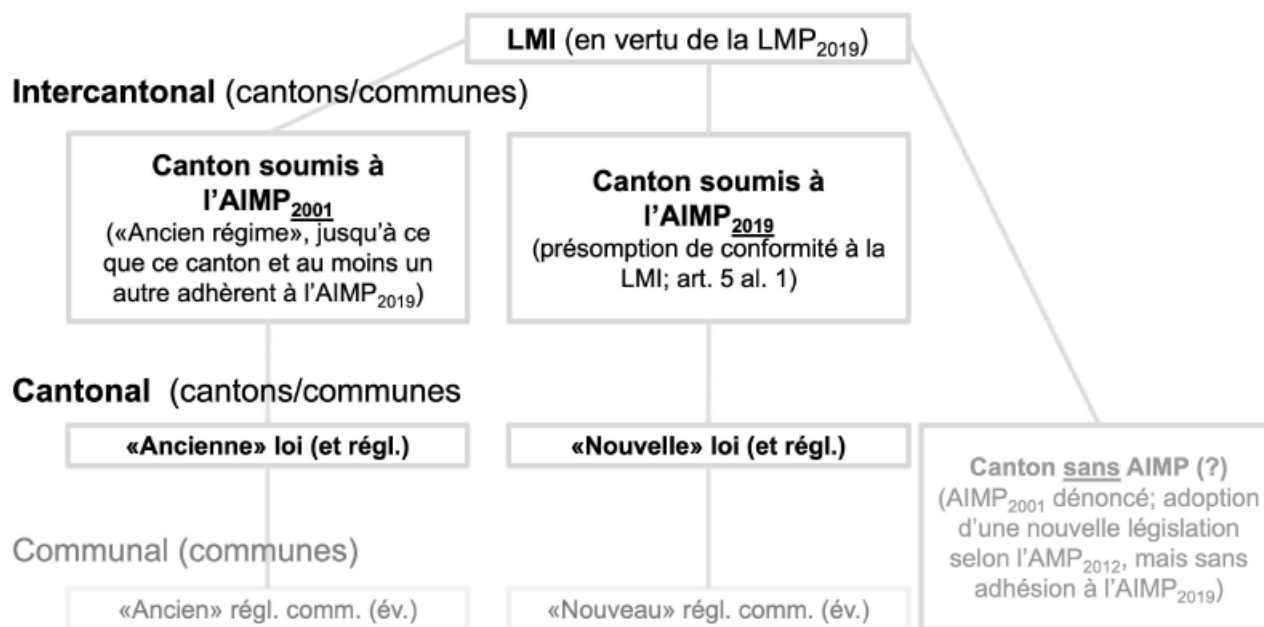 LMI (en vertu de la LMP2019)
Intercantonal (cantons/communes)
Canton soumis à
l’AIMP2001
(«Ancien régime», jusqu’à ce
que ce canton et au moins un
autre adhèrent à l’AIMP2019)
Canton soumis à
l’AIMP2019
(présomption de conformité à la
LMI; art. 5 al. 1)
Cantonal (cantons/communes
«Ancienne» loi (et régl.)
«Nouvelle» loi (et régl.)
Canton sans AIMP (?)
(AIMP2001 dénoncé; adoption
d’une nouvelle législation
selon l’AMP2012, mais sans
adhésion à l’AIMP2019)
Communal (communes)
«Ancien» régl. comm. (év.)
«Nouveau» régl. comm. (év.)